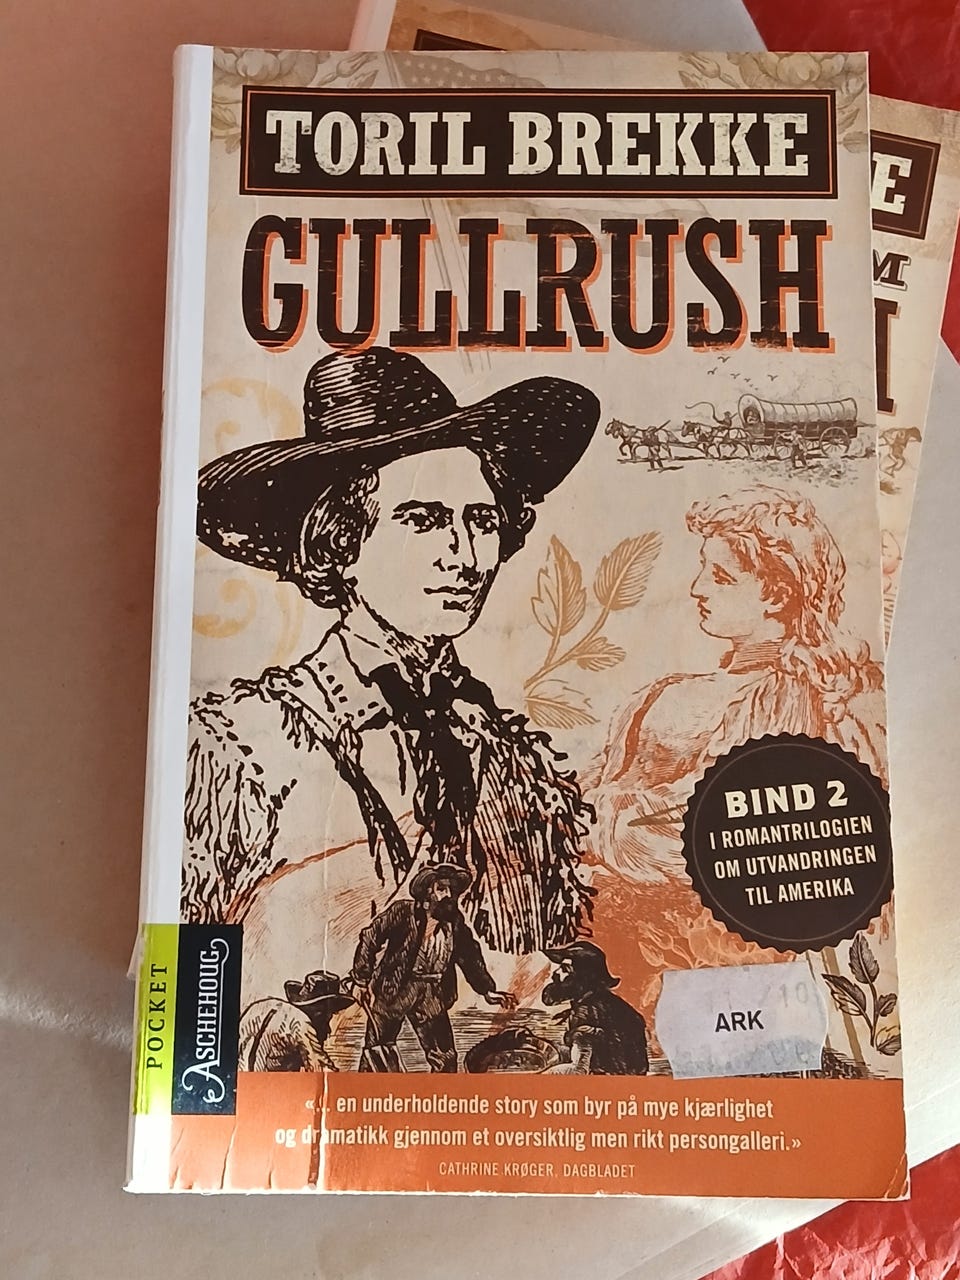 TORIL BREKKE
GULLRUSH
BIND 2
I ROMANTRILOGIEN
OM UTVANDRINGEN
TIL AMERIKA
POCKET
ASCHEHOUG
ARK
«... en underholdende story som byr på mye kjærlighet
og dramatikk gjennom et oversiktlig men rikt persongalleri.»
CATHRINE KRØGER, DAGBLADET
E
M